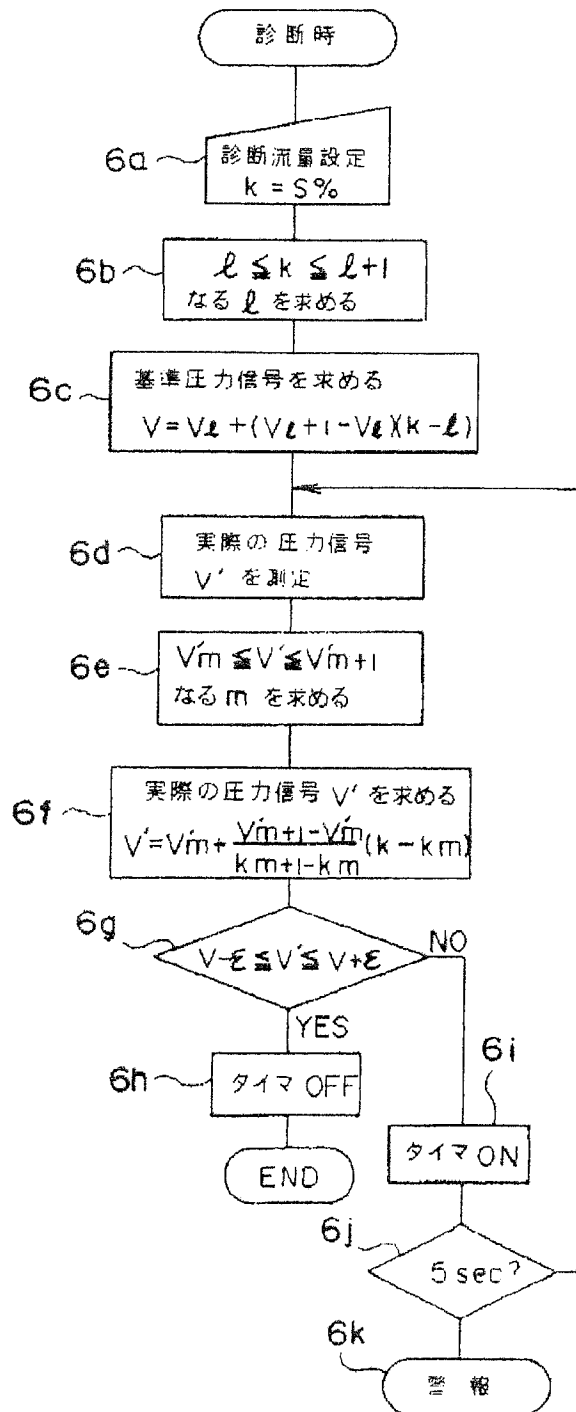 診断時
6a
診断流量設定
k = S%
6b
ℓ ≦ k ≦ ℓ+1
なる ℓ を求める
6c
基準圧力信号を求める
V = Vℓ + (Vℓ+1 - Vℓ)(k - ℓ)
6d
実際の圧力信号
V' を測定
6e
V'm ≦ V' ≦ V'm+1
なる m を求める
6f
実際の圧力信号 V' を求める
V' = V'm + \frac{V'm+1 - V'm}{km+1 - km} (k - km)
6g
V-ε ≦ V' ≦ V+ε
NO
YES
6h
タイマ OFF
END
6i
タイマ ON
6j
5 sec?
6k
警報